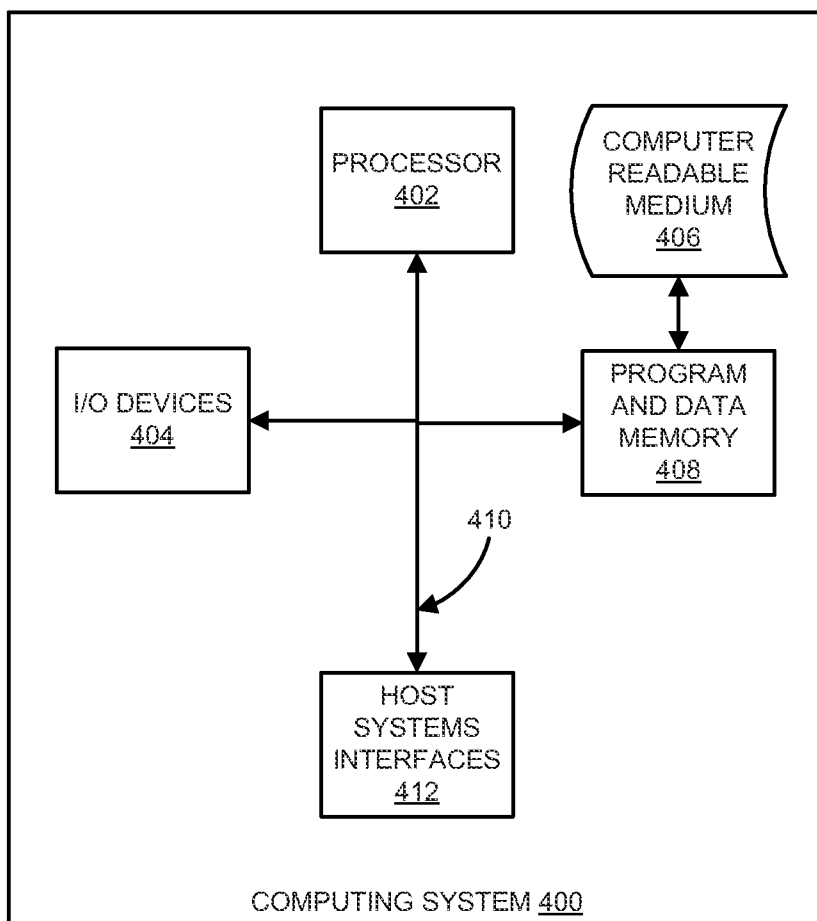 PROCESSOR
402
COMPUTER
READABLE
MEDIUM
406
I/O DEVICES
404
PROGRAM
AND DATA
MEMORY
408
410
HOST
SYSTEMS
INTERFACES
412
COMPUTING SYSTEM 400